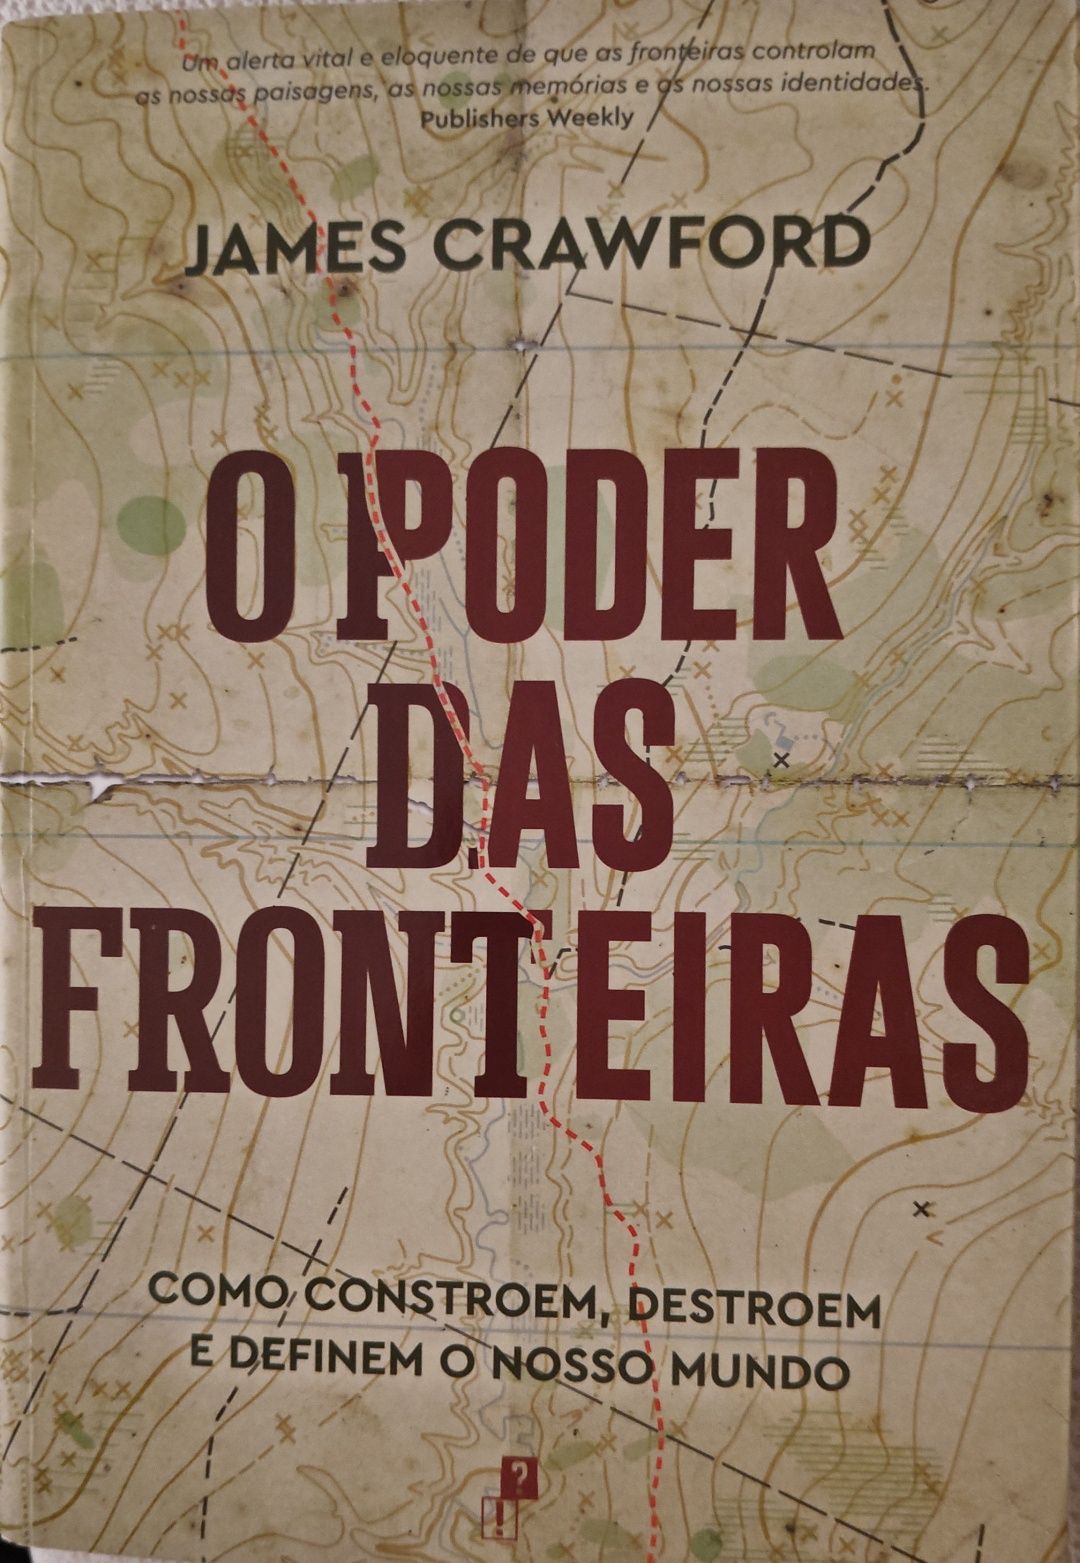 Um alerta vital e eloquente de que as fronteiras controlam
as nossas paisagens, as nossas memórias e as nossas identidades.
Publishers Weekly
JAMES CRAWFORD
O PODER
DAS
FRONTEIRAS
COMO CONSTROEM, DESTROEM
E DEFINEM O NOSSO MUNDO
?
!